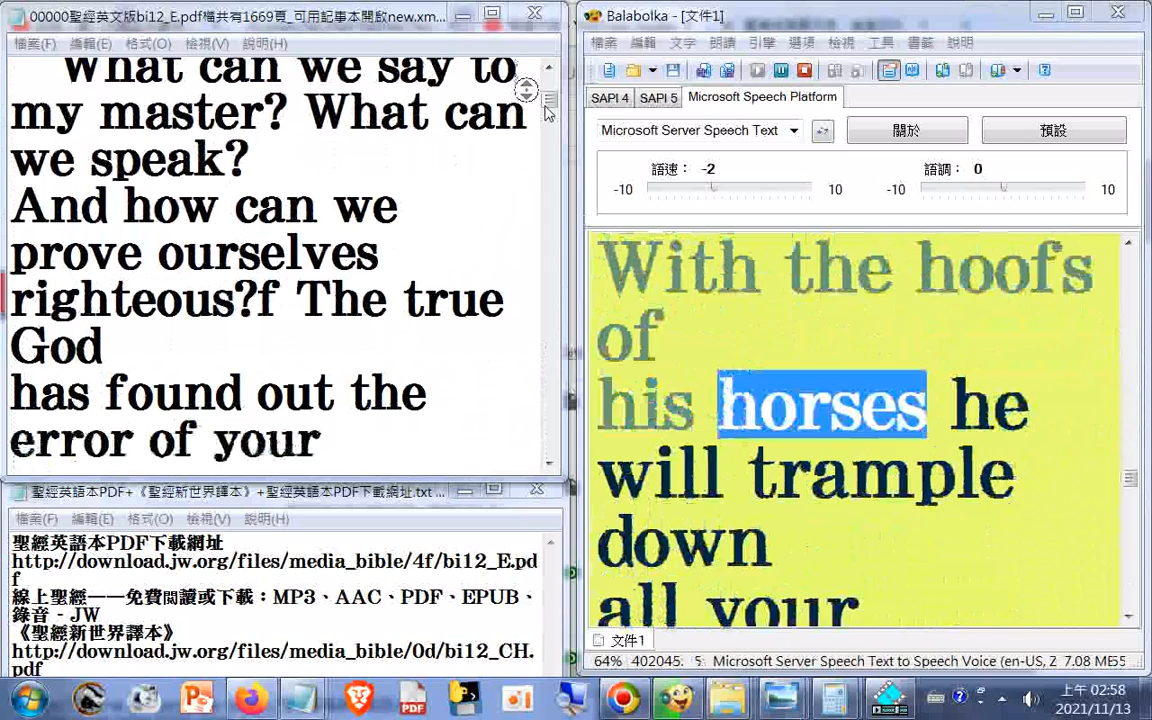 00000聖經英文版bi12_E.pdf檔共有1669頁_可用記事本開啟new.xm...
檔案(F) 編輯(E) 格式(O) 檢視(V) 說明(H)
What can we say to
my master? What can
we speak?
And how can we
prove ourselves
righteous?f The true
God
has found out the
error of your
聖經英語本PDF+《聖經新世界譯本》+聖經英語本PDF下載網址.txt ...
檔案(F) 編輯(E) 格式(O) 檢視(V) 說明(H)
聖經英語本PDF下載網址
http://download.jw.org/files/media_bible/4f/bi12_E.pd
f
線上聖經——免費閱讀或下載：MP3、AAC、PDF、EPUB、
錄音 - JW
《聖經新世界譯本》
http://download.jw.org/files/media_bible/0d/bi12_CH.
pdf
Balabolka - [文件1]
檔案 編輯 文字 朗讀 引擎 選項 檢視 工具 書籤 說明
SAPI 4 SAPI 5 Microsoft Speech Platform
Microsoft Server Speech Text 關於 預設
語速： -2 語調： 0
-10 10 -10 10
With the hoofs
of
his horses he
will trample
down
all your
文件1
64% 402045: 5 Microsoft Server Speech Text to Speech Voice (en-US, Z 7.08 ME55
上午 02:58
2021/11/13